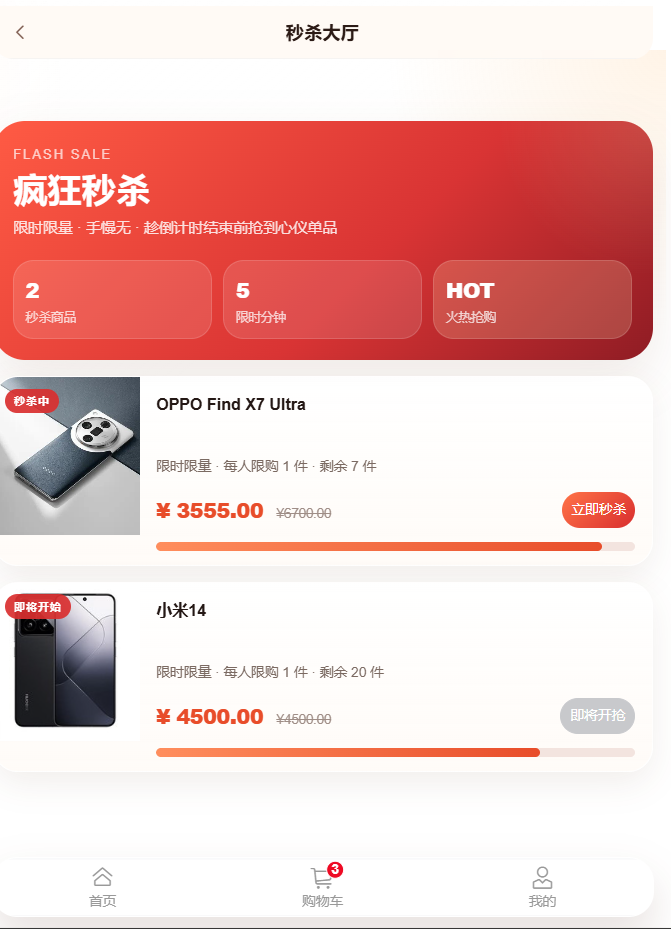 秒杀大厅
FLASH SALE
疯狂秒杀
限时限量 · 手慢无 · 趁倒计时结束前抢到心仪单品
2
秒杀商品
5
限时分钟
HOT
火热抢购
秒杀中
OPPO Find X7 Ultra
限时限量 · 每人限购 1 件 · 剩余 7 件
¥ 3555.00 ¥6700.00
立即秒杀
即将开始
小米14
限时限量 · 每人限购 1 件 · 剩余 20 件
¥ 4500.00 ¥4500.00
即将开抢
3
首页
购物车
我的